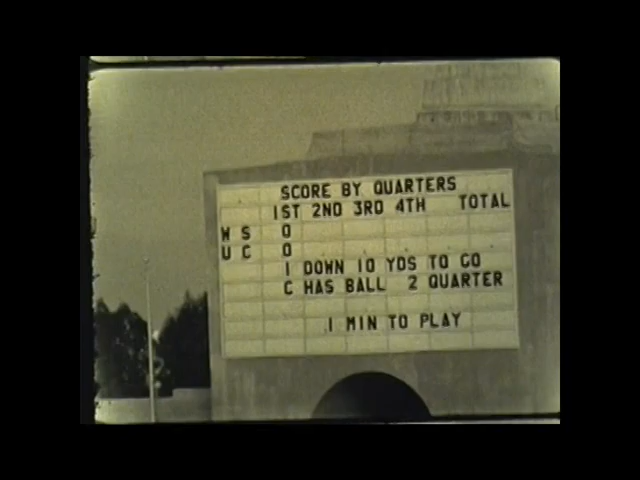 SCORE BY QUARTERS
1ST 2ND 3RD 4TH TOTAL
W S 0
U C 0
1 DOWN 10 YDS TO GO
C HAS BALL 2 QUARTER
1 MIN TO PLAY